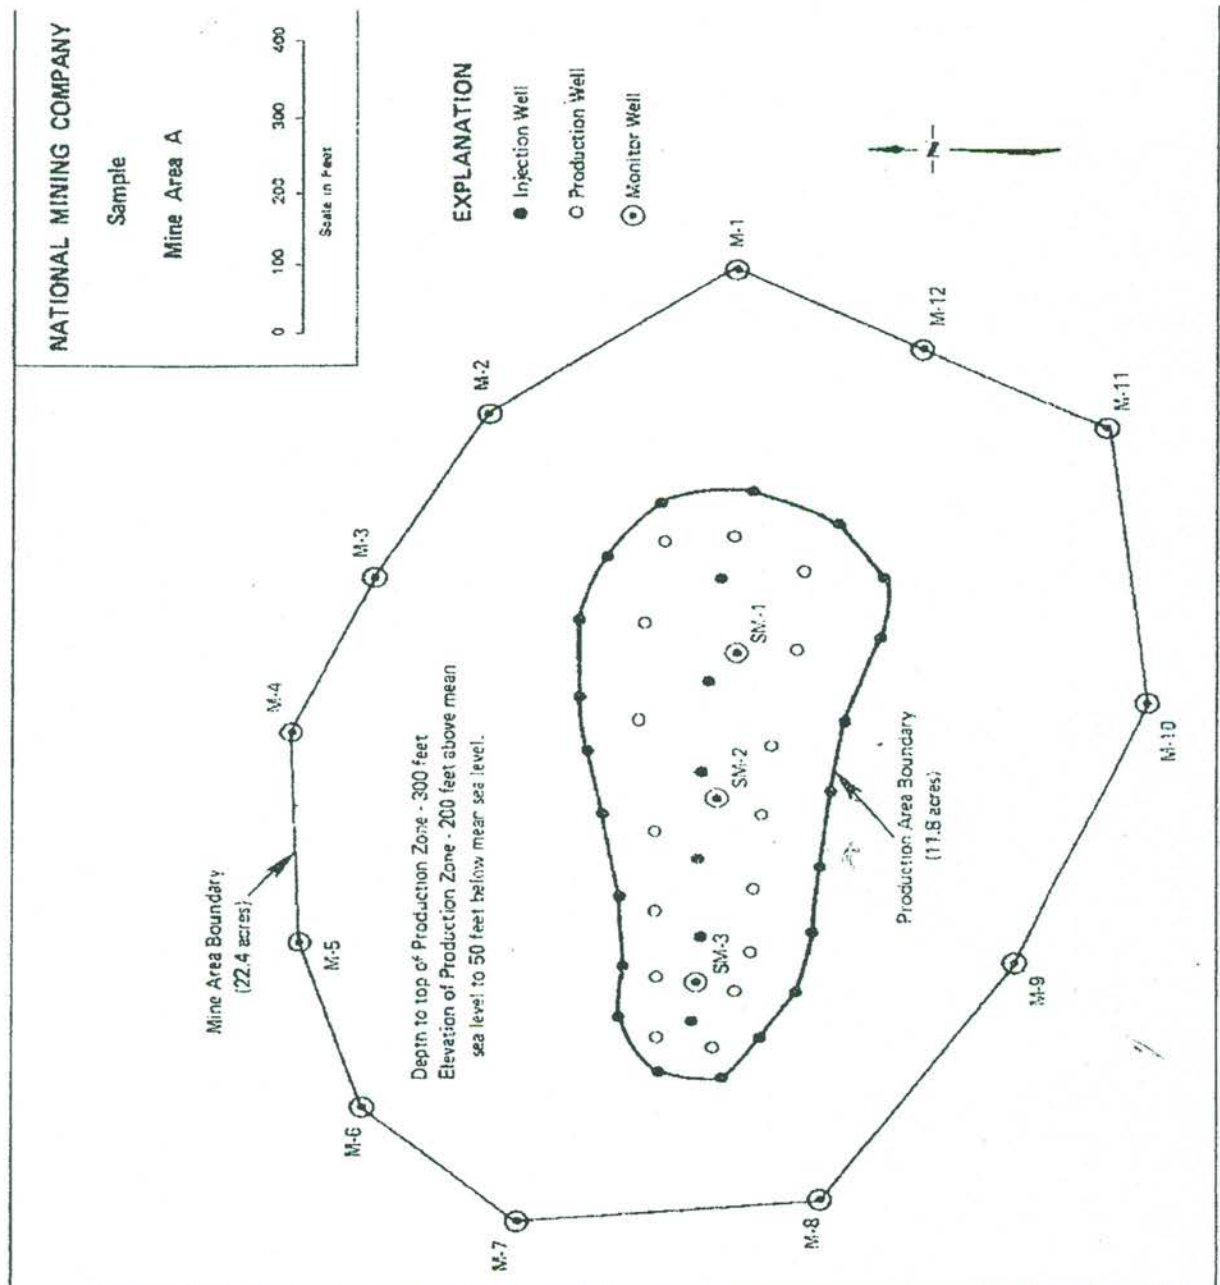 NATIONAL MINING COMPANY
Sample
Mine Area A
0 100 200 300 400
Scale in Feet
EXPLANATION
Injection Well
Production Well
Monitor Well
N
Mine Area Boundary
(22.4 acres)
Depth to top of Production Zone - 300 feet
Elevation of Production Zone - 200 feet above mean
sea level to 50 feet below mear sea level.
Production Area Boundary
(11.8 acres)
M-1
M-2
M-3
M-4
M-5
M-6
M-7
M-8
M-9
M-10
M-11
M-12
SM-1
SM-2
SM-3